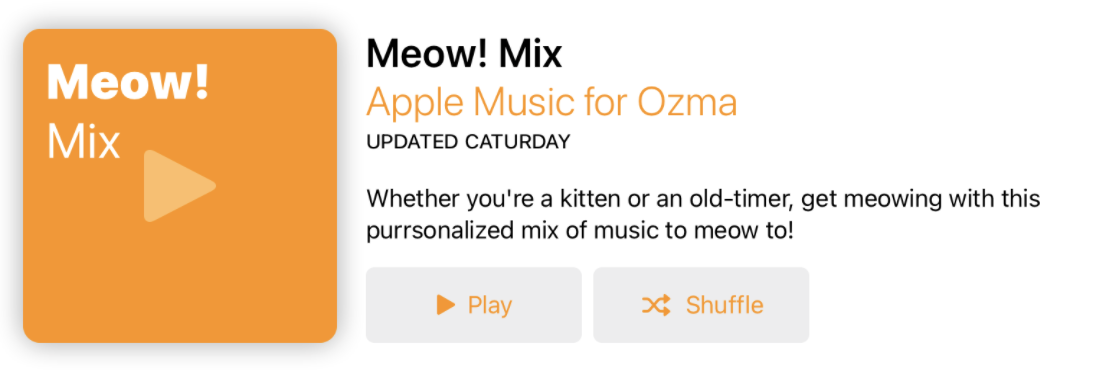 Meow!
Mix
Meow! Mix
Apple Music for Ozma
UPDATED CATURDAY
Whether you're a kitten or an old-timer, get meowing with this
purrsonalized mix of music to meow to!
Play
Shuffle